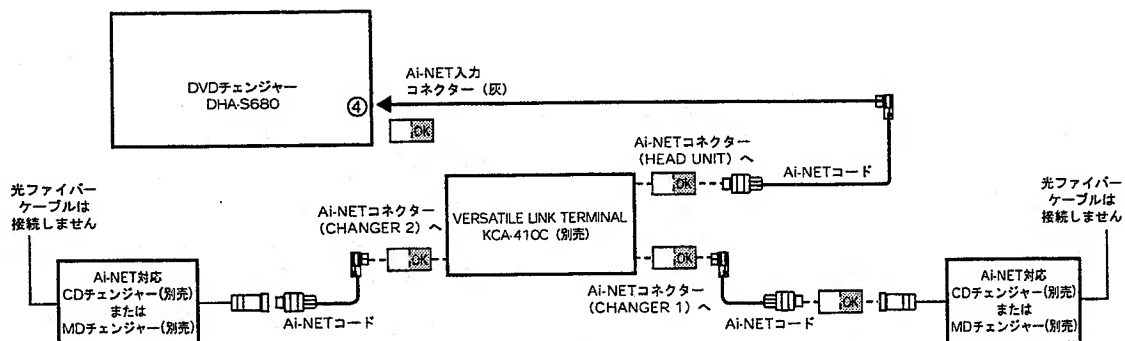 DVDチェンジャー
DHA-S680
④
Ai-NET入力
コネクター（灰）
OK
Ai-NETコネクター
(HEAD UNIT) へ
OK
Ai-NETコード
光ファイバー
ケーブルは
接続しません
Ai-NETコネクター
(CHANGER 2) へ
OK
VERSATILE LINK TERMINAL
KCA-410C（別売）
OK
Ai-NETコネクター
(CHANGER 1) へ
光ファイバー
ケーブルは
接続しません
Ai-NET対応
CDチェンジャー(別売)
または
MDチェンジャー(別売)
Ai-NETコード
Ai-NETコード
OK
Ai-NET対応
CDチェンジャー(別売)
または
MDチェンジャー(別売)